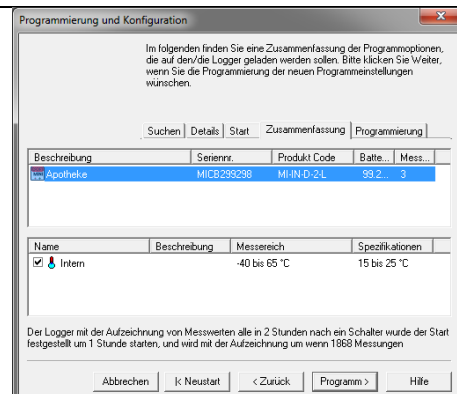 Programmierung und Konfiguration
Im folgenden finden Sie eine Zusammenfassung der Programmoptionen,
die auf den/die Logger geladen werden sollen. Bitte klicken Sie Weiter,
wenn Sie die Programmierung der neuen Programmeinstellungen
wünschen.
Suchen Details Start Zusammenfassung Programmierung
Beschreibung Seriennr. Produkt Code Batte... Mess...
Apotheke MICB299298 MI-IN-D-2-L 99.2... 3
Name Beschreibung Messereich Spezifikationen
Intern -40 bis 65 °C 15 bis 25 °C
Der Logger mit der Aufzeichnung von Messwerten alle in 2 Stunden nach ein Schalter wurde der Start
festgestellt um 1 Stunde starten, und wird mit der Aufzeichnung um wenn 1868 Messungen
Abbrechen |< Neustart < Zurück Programm > Hilfe